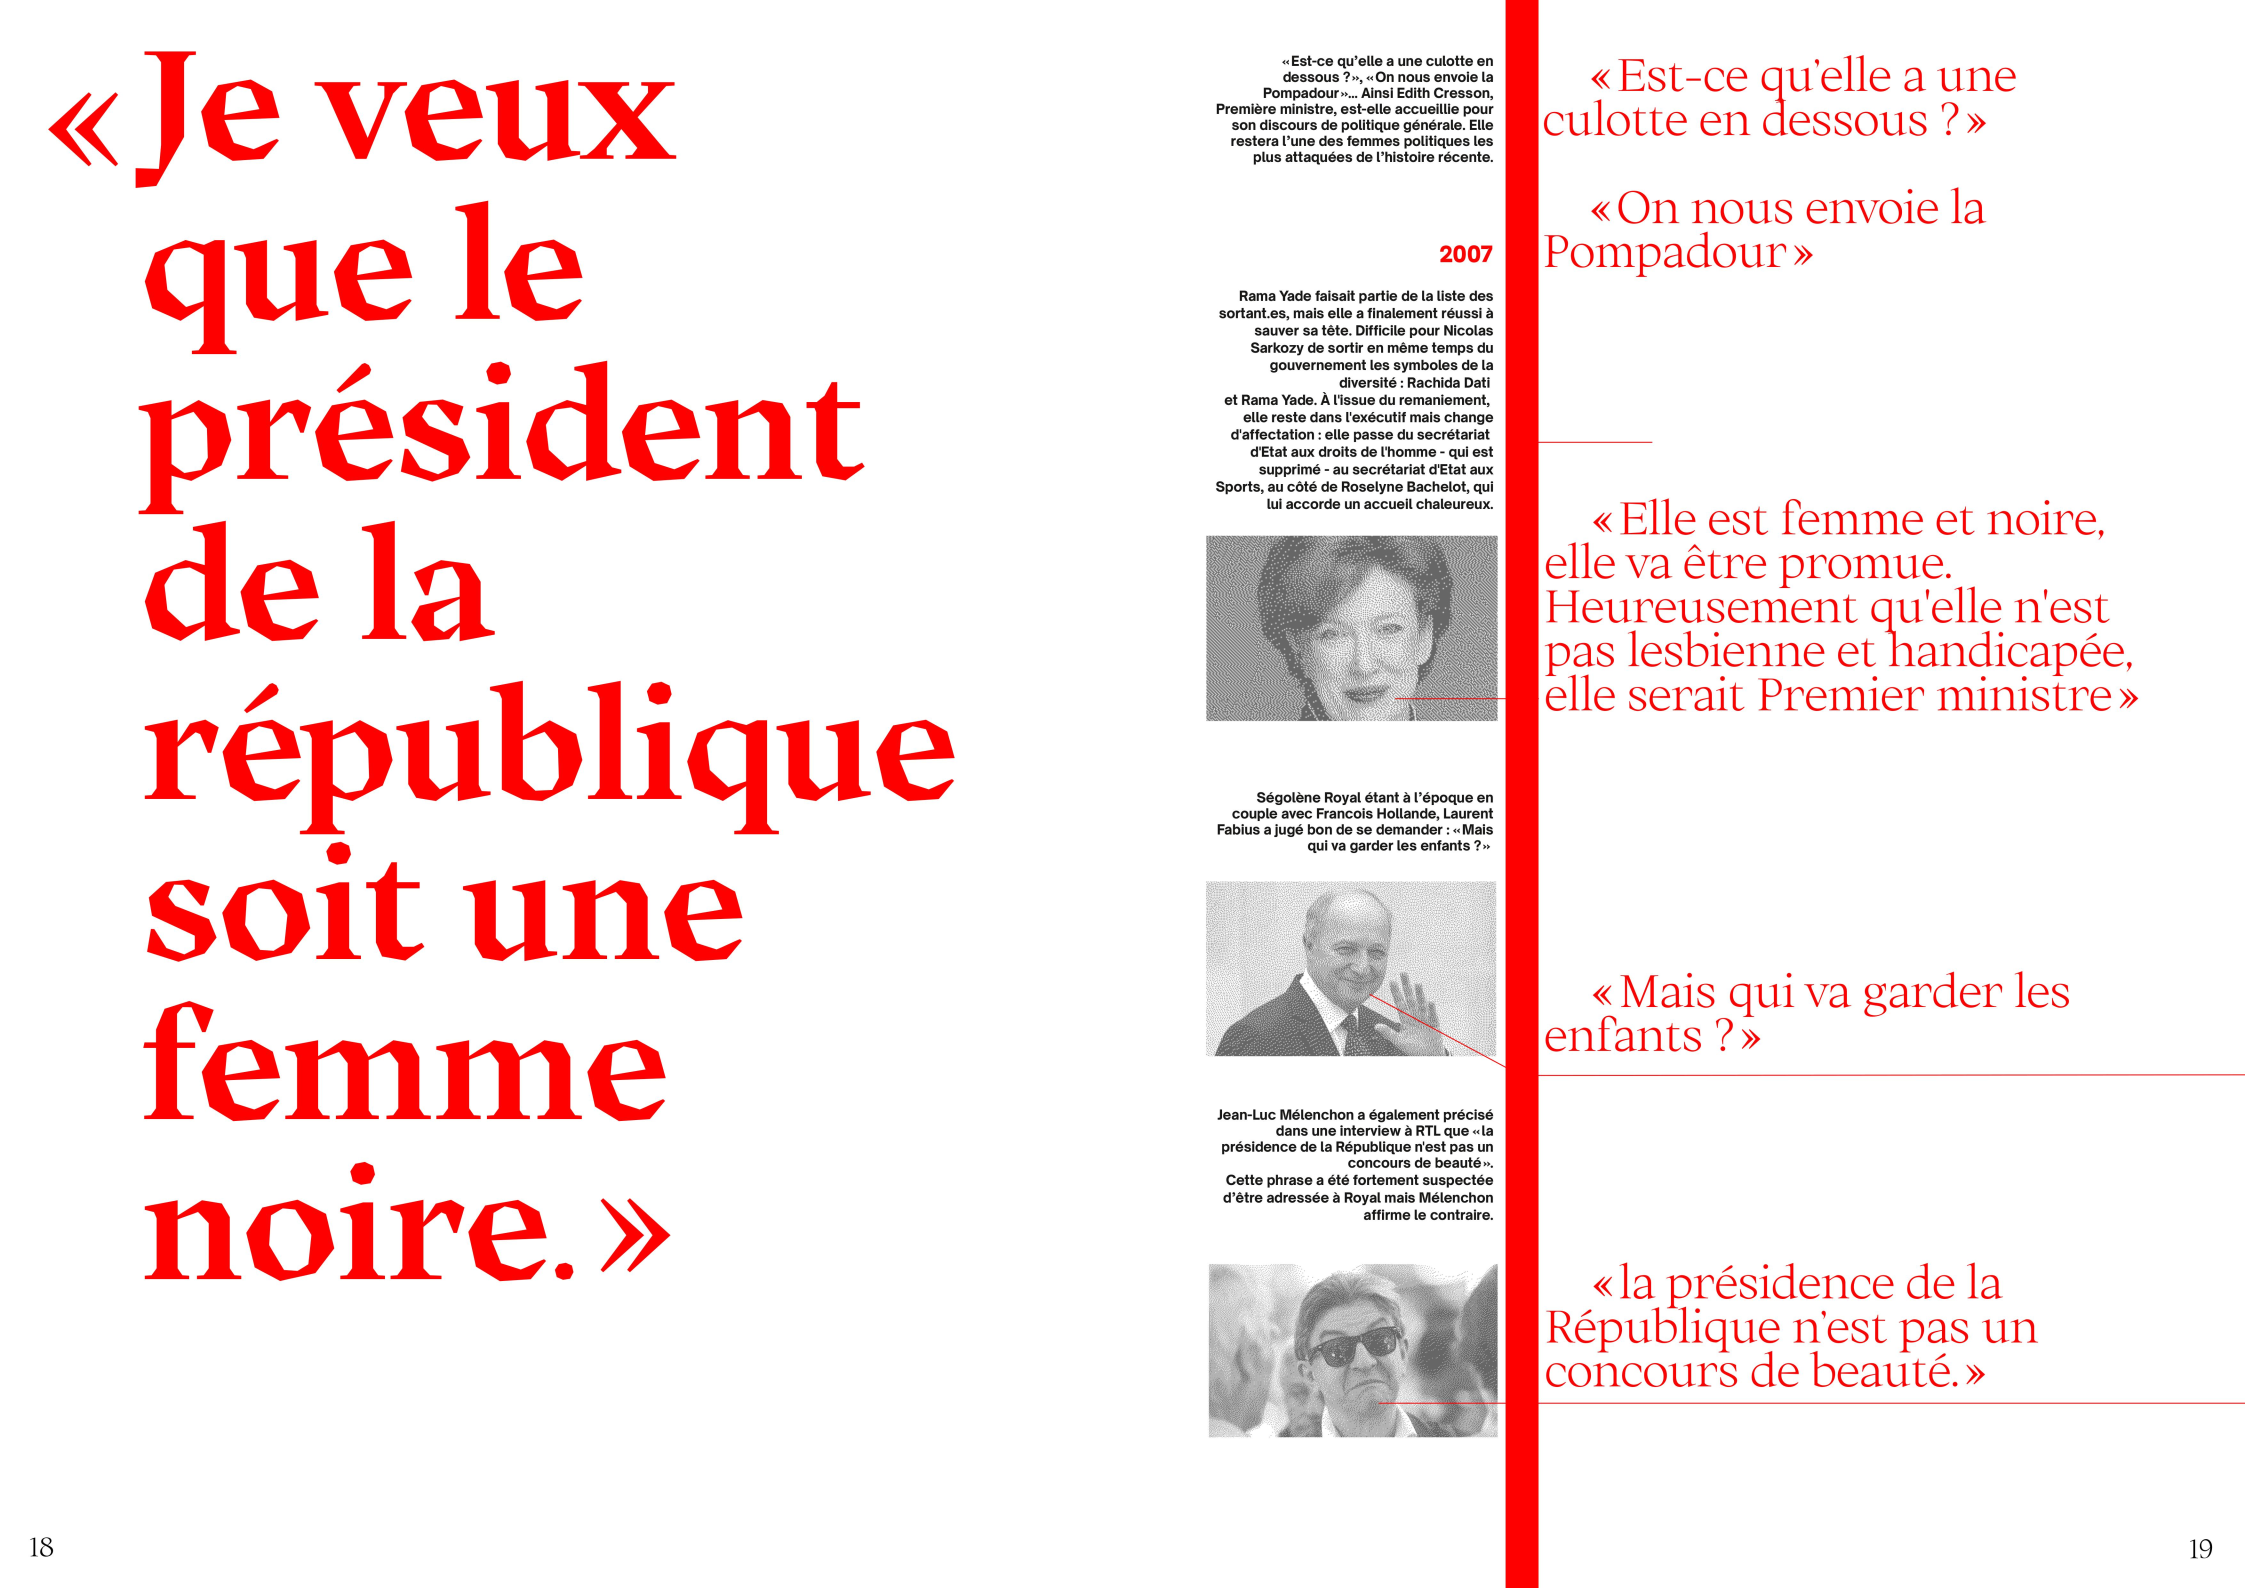 « Je veux
que le
président
de la
république
soit une
femme
noire. »
18
«Est-ce qu’elle a une culotte en
dessous ?», «On nous envoie la
Pompadour»... Ainsi Edith Cresson,
Première ministre, est-elle accueillie pour
son discours de politique générale. Elle
restera l’une des femmes politiques les
plus attaquées de l’histoire récente.
2007
Rama Yade faisait partie de la liste des
sortant.es, mais elle a finalement réussi à
sauver sa tête. Difficile pour Nicolas
Sarkozy de sortir en même temps du
gouvernement les symboles de la
diversité : Rachida Dati
et Rama Yade. À l'issue du remaniement,
elle reste dans l'exécutif mais change
d'affectation : elle passe du secrétariat
d'Etat aux droits de l'homme - qui est
supprimé - au secrétariat d'Etat aux
Sports, au côté de Roselyne Bachelot, qui
lui accorde un accueil chaleureux.
Ségolène Royal étant à l’époque en
couple avec Francois Hollande, Laurent
Fabius a jugé bon de se demander : «Mais
qui va garder les enfants ?»
Jean-Luc Mélenchon a également précisé
dans une interview à RTL que «la
présidence de la République n'est pas un
concours de beauté».
Cette phrase a été fortement suspectée
d’être adressée à Royal mais Mélenchon
affirme le contraire.
«Est-ce qu’elle a une
culotte en dessous ?»
«On nous envoie la
Pompadour»
«Elle est femme et noire,
elle va être promue.
Heureusement qu'elle n'est
pas lesbienne et handicapée,
elle serait Premier ministre»
«Mais qui va garder les
enfants ?»
«la présidence de la
République n’est pas un
concours de beauté.»
19